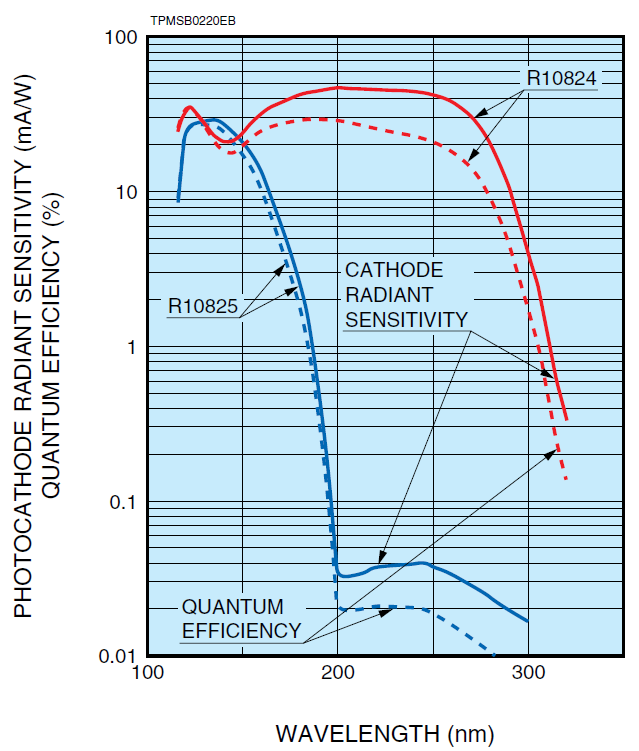 TPMSB0220EB
100
10
1
0.1
0.01
PHOTOCATHODE RADIANT SENSITIVITY (mA/W)
QUANTUM EFFICIENCY (%)
R10824
R10825
CATHODE
RADIANT
SENSITIVITY
QUANTUM
EFFICIENCY
100
200
300
WAVELENGTH (nm)